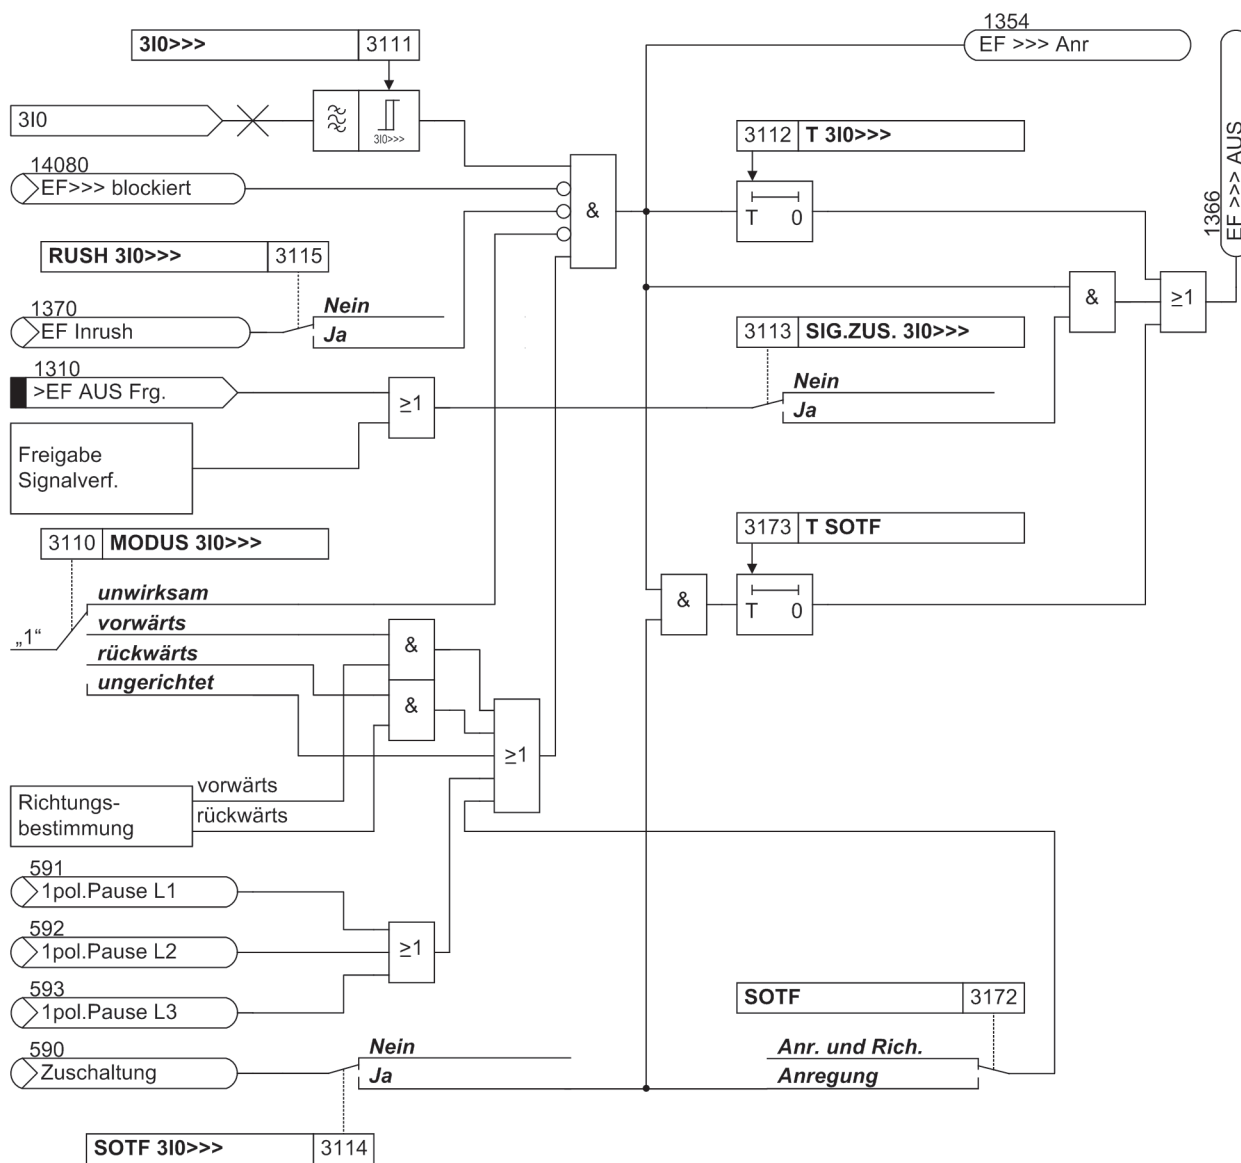 1354
EF >>> Anr
3I0>>> 3111
3I0
3I0>>>
14080
EF>>> blockiert
&
3112 T 3I0>>>
T 0
1366
EF >>> AUS
RUSH 3I0>>> 3115
1370
EF Inrush
Nein
Ja
&
≥1
3113 SIG.ZUS. 3I0>>>
Nein
Ja
1310
>EF AUS Frg.
≥1
Freigabe
Signalverf.
3110 MODUS 3I0>>>
„1“
unwirksam
vorwärts
rückwärts
ungerichtet
&
&
≥1
3173 T SOTF
&
T 0
Richtungs-
bestimmung
vorwärts
rückwärts
591
1pol.Pause L1
592
1pol.Pause L2
593
1pol.Pause L3
≥1
590
Zuschaltung
Nein
Ja
SOTF 3172
Anr. und Rich.
Anregung
SOTF 3I0>>> 3114